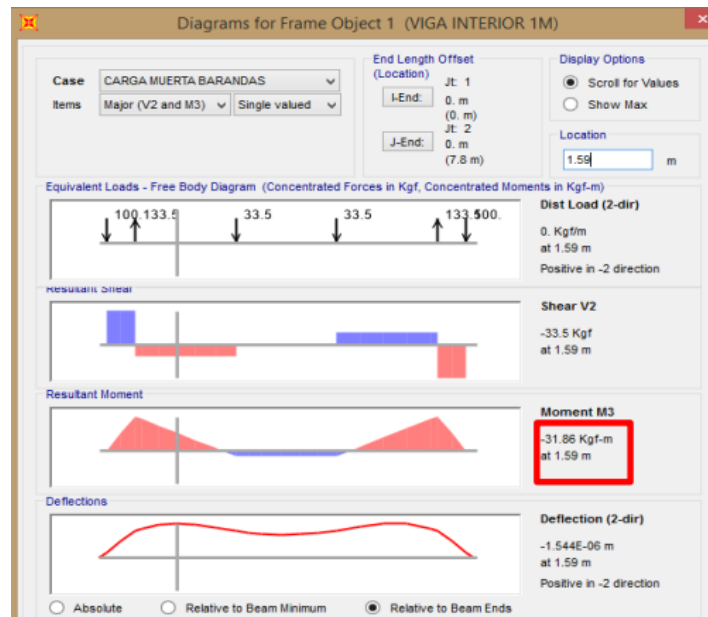 Diagrams for Frame Object 1 (VIGA INTERIOR 1M)
x
Case CARGA MUERTA BARANDAS
Items Major (V2 and M3) Single valued
End Length Offset
(Location)
Jt: 1
I-End: 0. m
(0. m)
Jt: 2
J-End: 0. m
(7.8 m)
Display Options
Scroll for Values
Show Max
Location
1.59 m
Equivalent Loads - Free Body Diagram (Concentrated Forces in Kgf, Concentrated Moments in Kgf-m)
100. 133.5 33.5 33.5 133.5 100.
Dist Load (2-dir)
0. Kgf/m
at 1.59 m
Positive in -2 direction
Resultant Shear
Shear V2
-33.5 Kgf
at 1.59 m
Resultant Moment
Moment M3
-31.86 Kgf-m
at 1.59 m
Deflections
Deflection (2-dir)
-1.544E-06 m
at 1.59 m
Positive in -2 direction
Absolute Relative to Beam Minimum Relative to Beam Ends